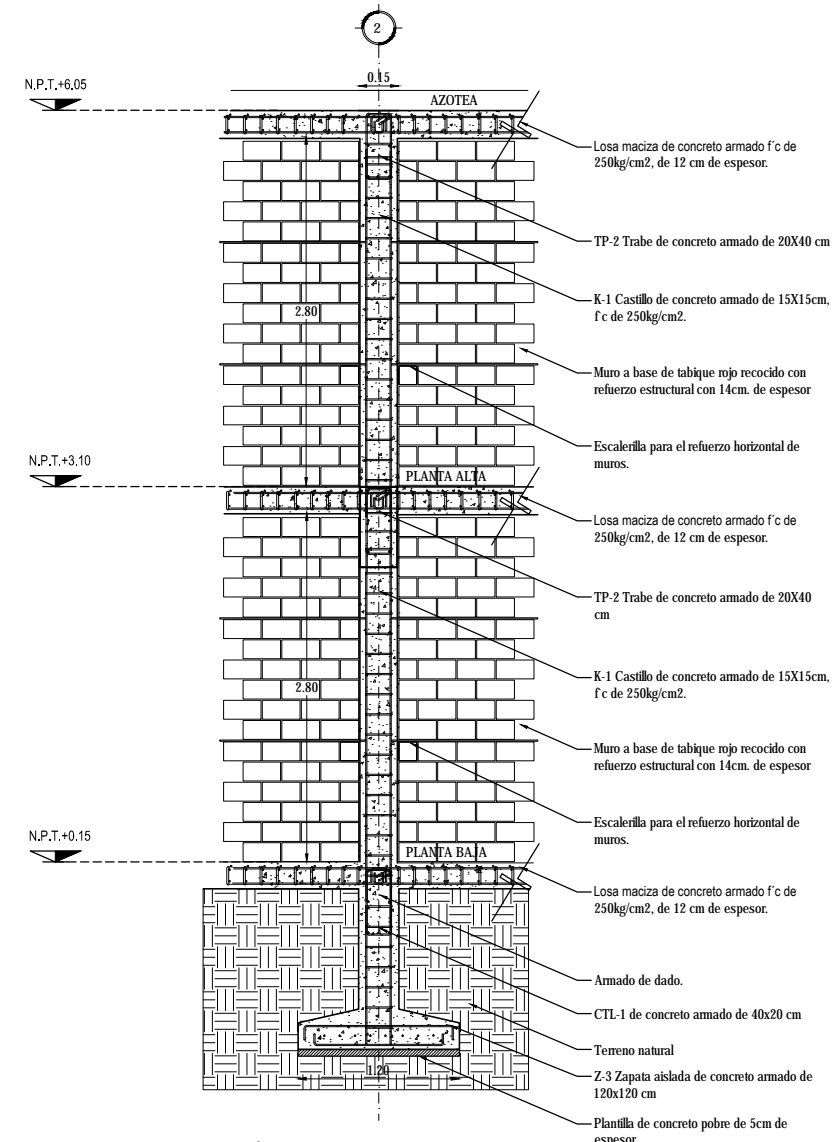 2
0.15
N.P.T.+6.05
AZOTEA
Losa maciza de concreto armado f´c de
250kg/cm2, de 12 cm de espesor.
TP-2 Trabe de concreto armado de 20X40 cm
K-1 Castillo de concreto armado de 15X15cm,
f´c de 250kg/cm2.
2.80
Muro a base de tabique rojo recocido con
refuerzo estructural con 14cm. de espesor
Escalerilla para el refuerzo horizontal de
muros.
N.P.T.+3.10
PLANTA ALTA
Losa maciza de concreto armado f´c de
250kg/cm2, de 12 cm de espesor.
TP-2 Trabe de concreto armado de 20X40
cm
K-1 Castillo de concreto armado de 15X15cm,
f´c de 250kg/cm2.
2.80
Muro a base de tabique rojo recocido con
refuerzo estructural con 14cm. de espesor
Escalerilla para el refuerzo horizontal de
muros.
N.P.T.+0.15
PLANTA BAJA
Losa maciza de concreto armado f´c de
250kg/cm2, de 12 cm de espesor.
Armado de dado.
CTL-1 de concreto armado de 40x20 cm
Terreno natural
Z-3 Zapata aislada de concreto armado de
120x120 cm
1.20
Plantilla de concreto pobre de 5cm de
espesor